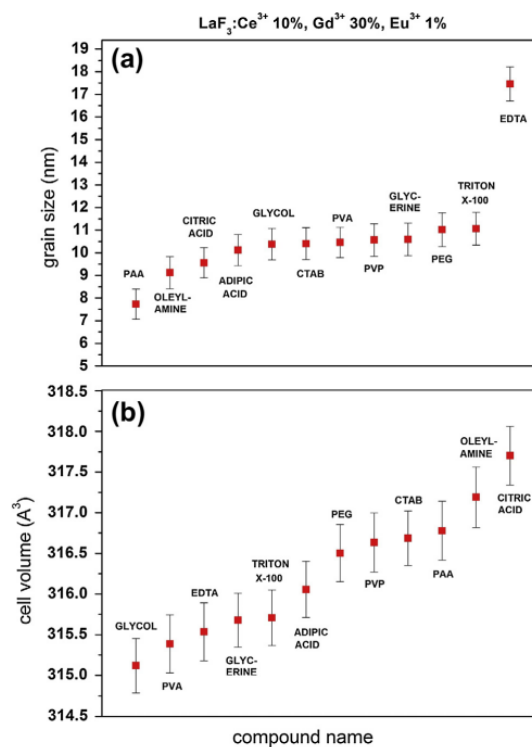 LaF3:Ce3+ 10%, Gd3+ 30%, Eu3+ 1%
(a)
grain size (nm)
19
18
17
16
15
14
13
12
11
10
9
8
7
6
5
PAA
OLEYL-
AMINE
CITRIC
ACID
ADIPIC
ACID
GLYCOL
CTAB
PVA
PVP
GLYC-
ERINE
PEG
TRITON
X-100
EDTA
(b)
cell volume (A3)
318.5
318.0
317.5
317.0
316.5
316.0
315.5
315.0
314.5
GLYCOL
PVA
EDTA
GLYC-
ERINE
TRITON
X-100
ADIPIC
ACID
PEG
PVP
CTAB
PAA
OLEYL-
AMINE
CITRIC
ACID
compound name